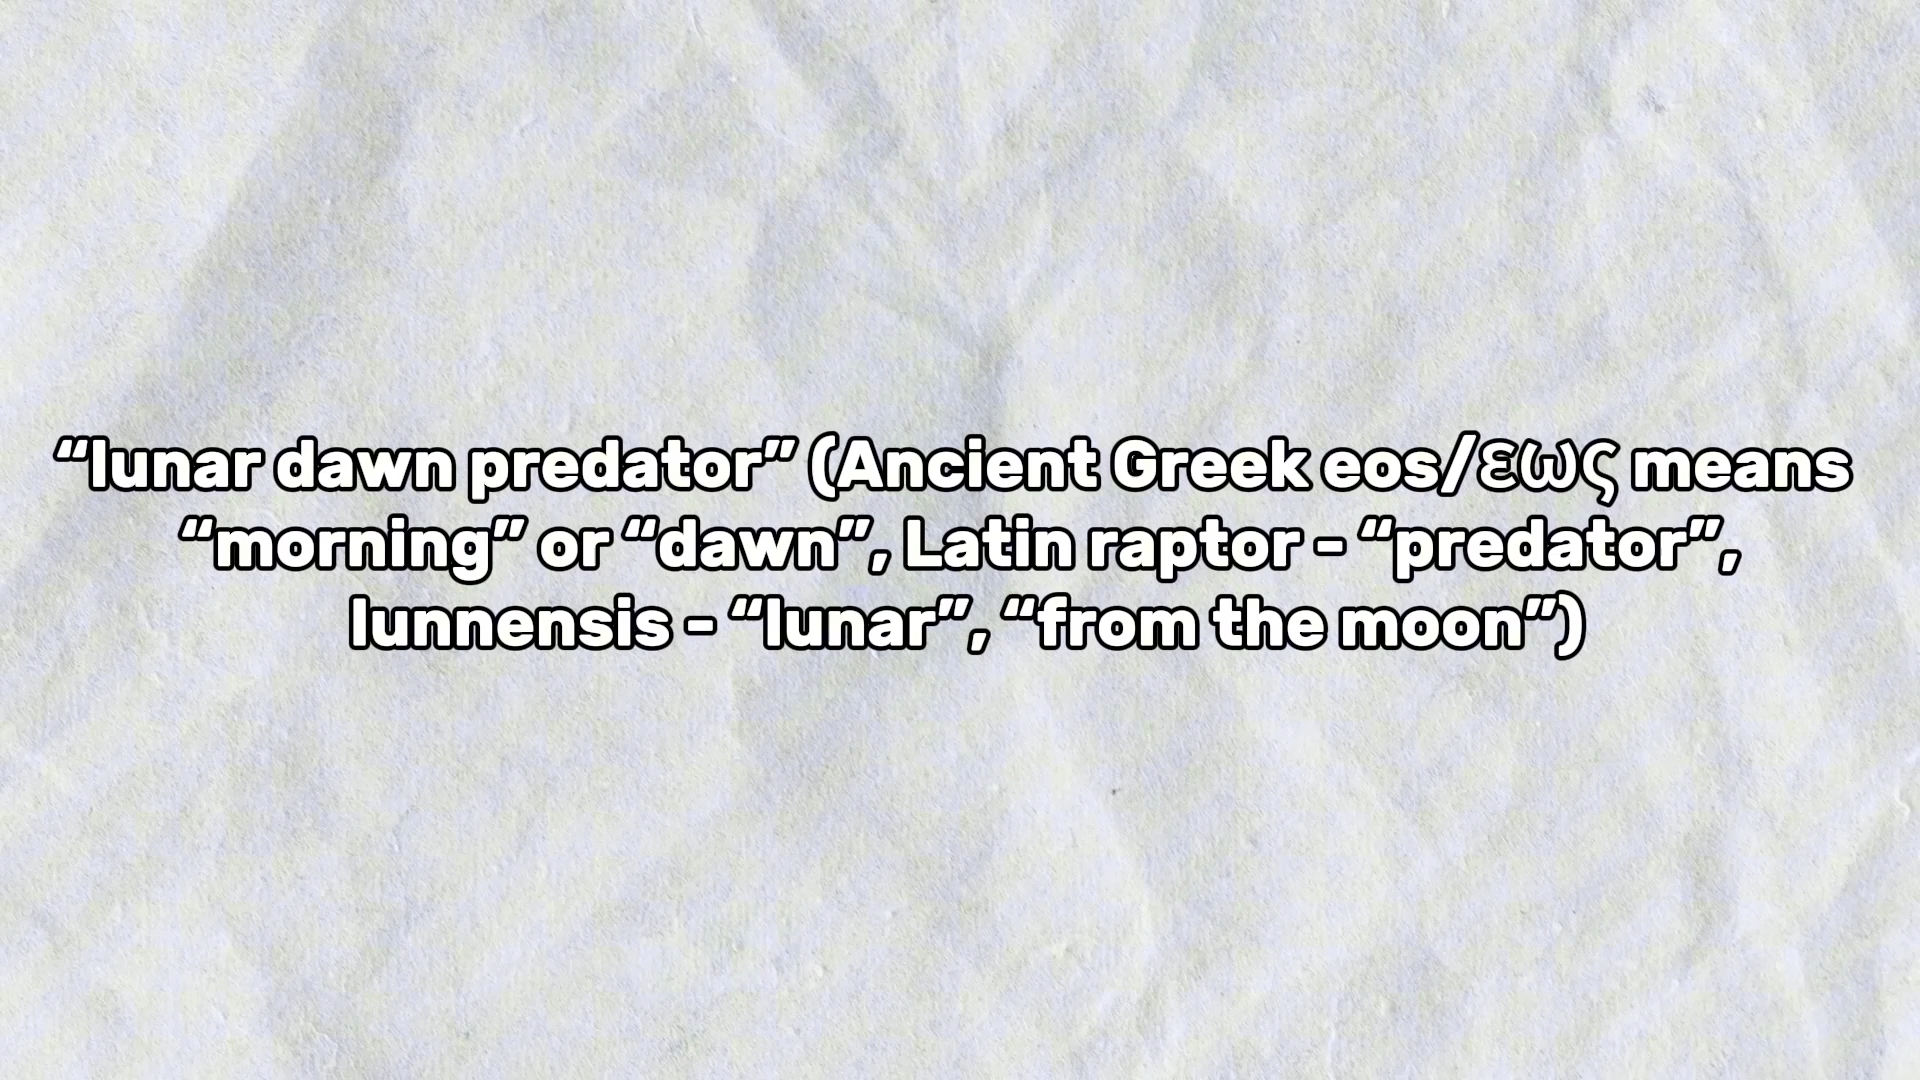 “lunar dawn predator” (Ancient Greek eos/εως means
“morning” or “dawn”, Latin raptor - “predator”,
lunnensis - “lunar”, “from the moon”)